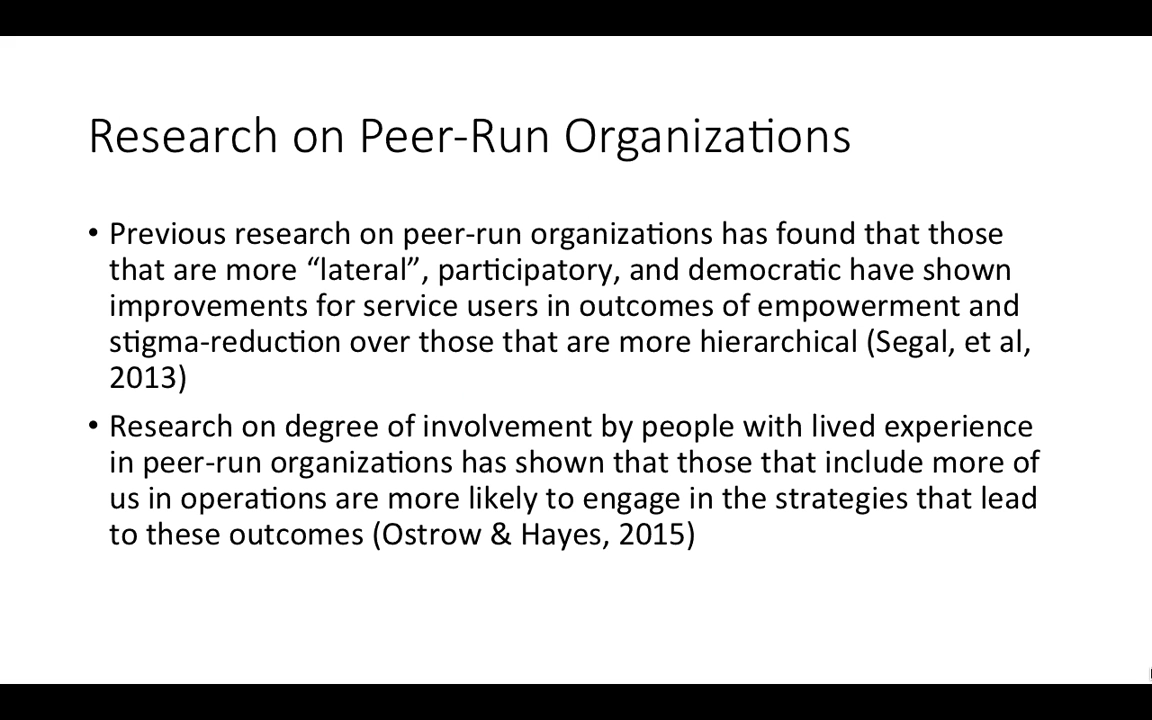 Research on Peer-Run Organizations
• Previous research on peer-run organizations has found that those
that are more “lateral”, participatory, and democratic have shown
improvements for service users in outcomes of empowerment and
stigma-reduction over those that are more hierarchical (Segal, et al,
2013)
• Research on degree of involvement by people with lived experience
in peer-run organizations has shown that those that include more of
us in operations are more likely to engage in the strategies that lead
to these outcomes (Ostrow & Hayes, 2015)